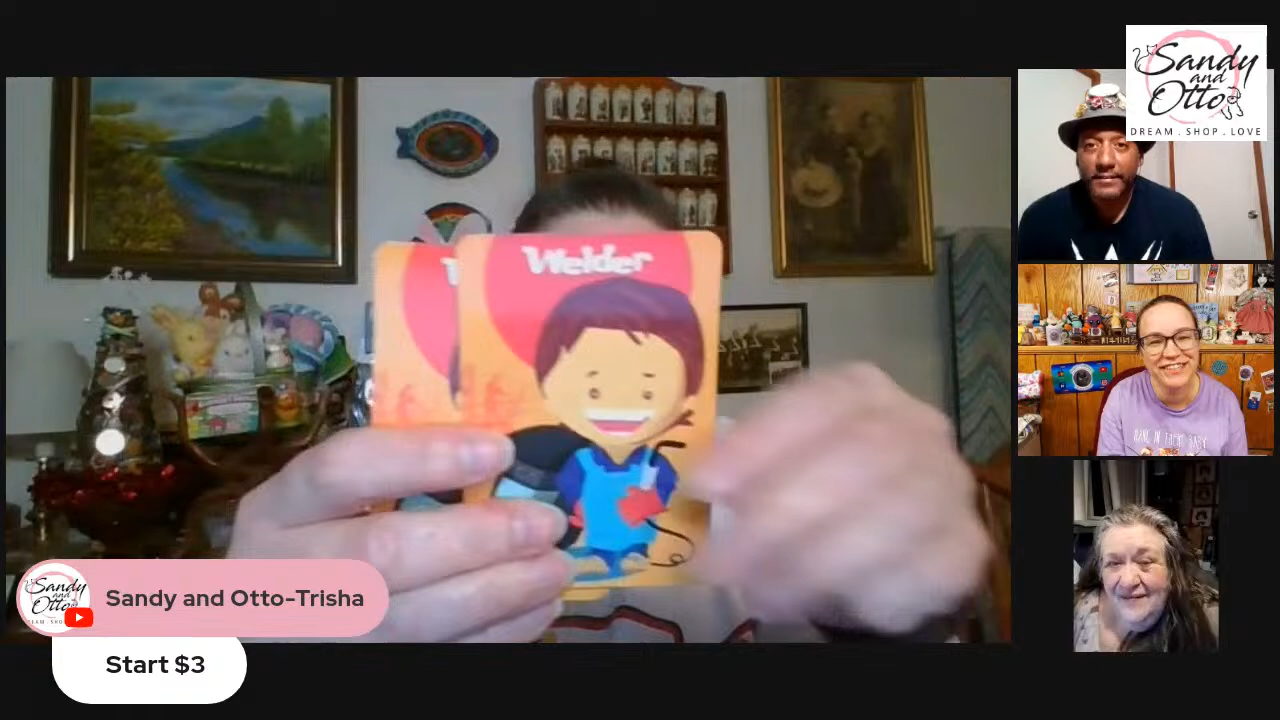 Sandy
and
Otto
DREAM . SHOP . LOVE
Welder
Sandy and Otto-Trisha
Start $3